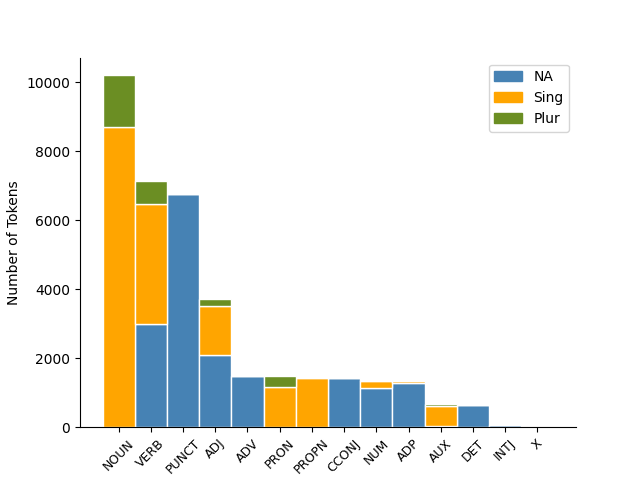 NA
Sing
Plur
10000
8000
6000
4000
2000
0
Number of Tokens
NOUN
VERB
PUNCT
ADJ
ADV
PRON
PROPN
CCONJ
NUM
ADP
AUX
DET
INTJ
X